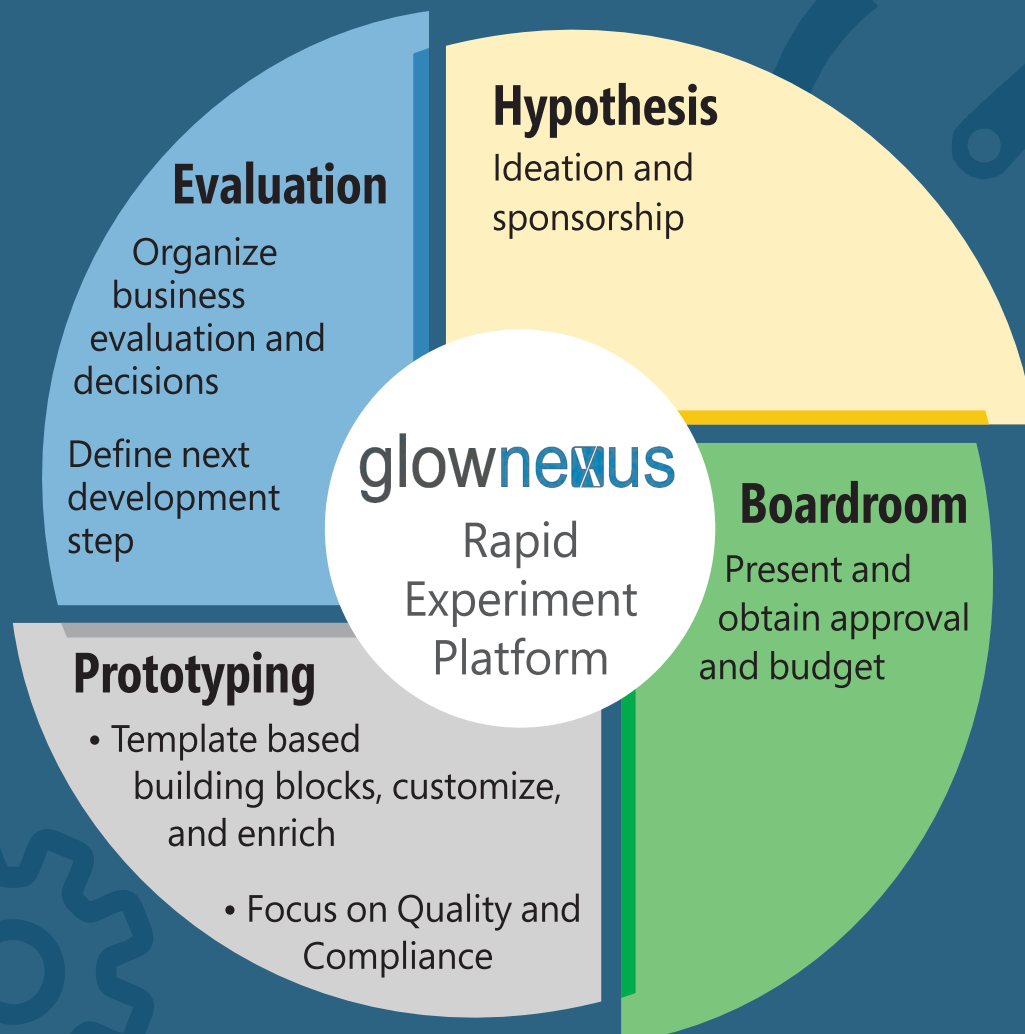 Hypothesis
Ideation and
sponsorship
Boardroom
Present and
obtain approval
and budget
Prototyping
• Template based
building blocks, customize,
and enrich
• Focus on Quality and
Compliance
Evaluation
Organize
business
evaluation and
decisions
Define next
development
step
glownexus
Rapid
Experiment
Platform